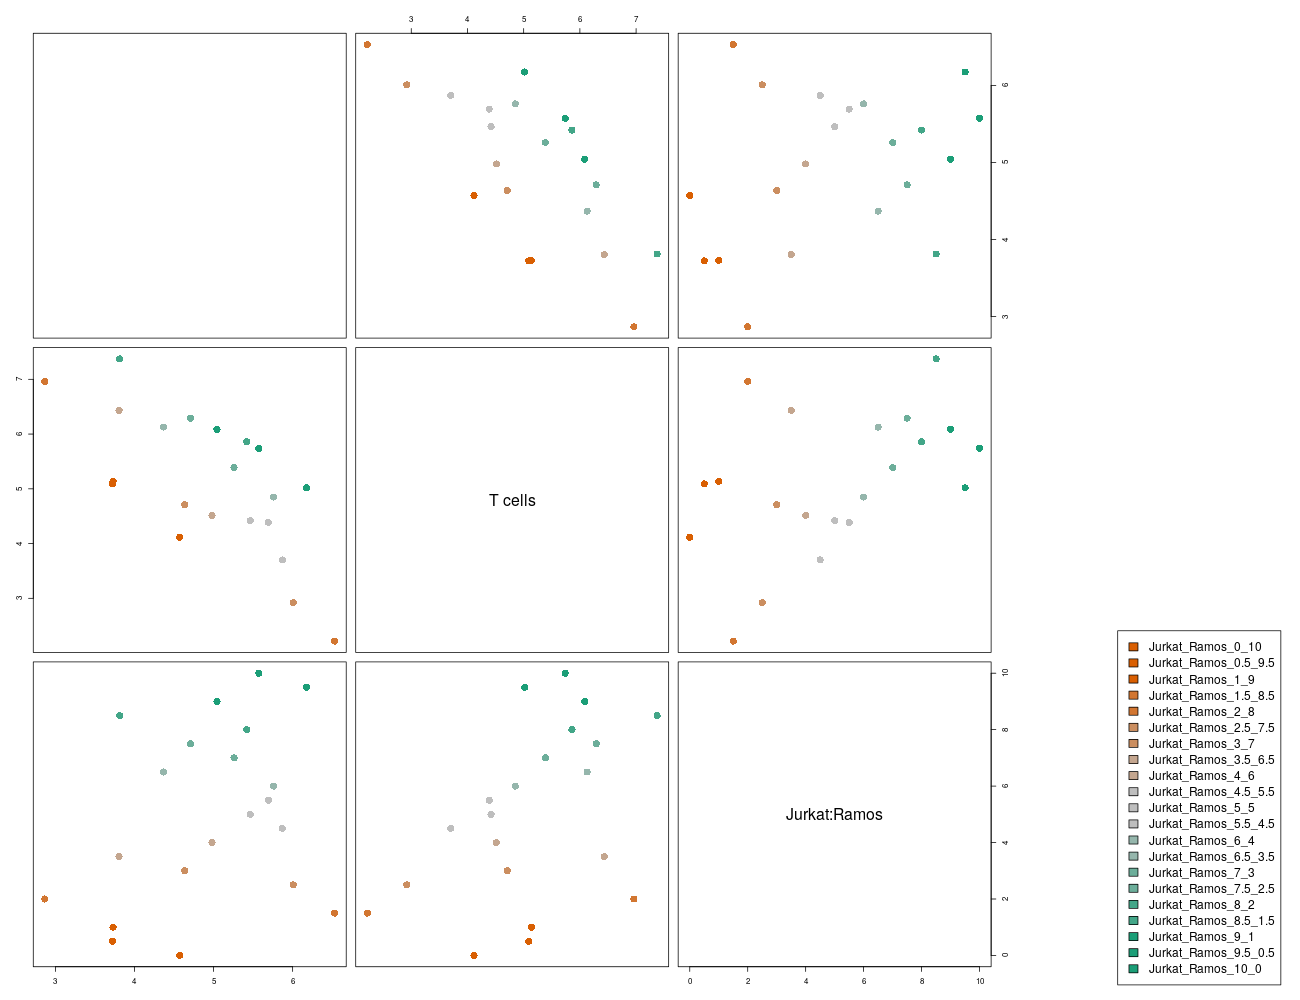 3 4 5 6 7
6
5
4
3
7
6
5
4
3
T cells
Jurkat:Ramos
10
8
6
4
2
0
3 4 5 6
0 2 4 6 8 10
Jurkat_Ramos_0_10
Jurkat_Ramos_0.5_9.5
Jurkat_Ramos_1_9
Jurkat_Ramos_1.5_8.5
Jurkat_Ramos_2_8
Jurkat_Ramos_2.5_7.5
Jurkat_Ramos_3_7
Jurkat_Ramos_3.5_6.5
Jurkat_Ramos_4_6
Jurkat_Ramos_4.5_5.5
Jurkat_Ramos_5_5
Jurkat_Ramos_5.5_4.5
Jurkat_Ramos_6_4
Jurkat_Ramos_6.5_3.5
Jurkat_Ramos_7_3
Jurkat_Ramos_7.5_2.5
Jurkat_Ramos_8_2
Jurkat_Ramos_8.5_1.5
Jurkat_Ramos_9_1
Jurkat_Ramos_9.5_0.5
Jurkat_Ramos_10_0